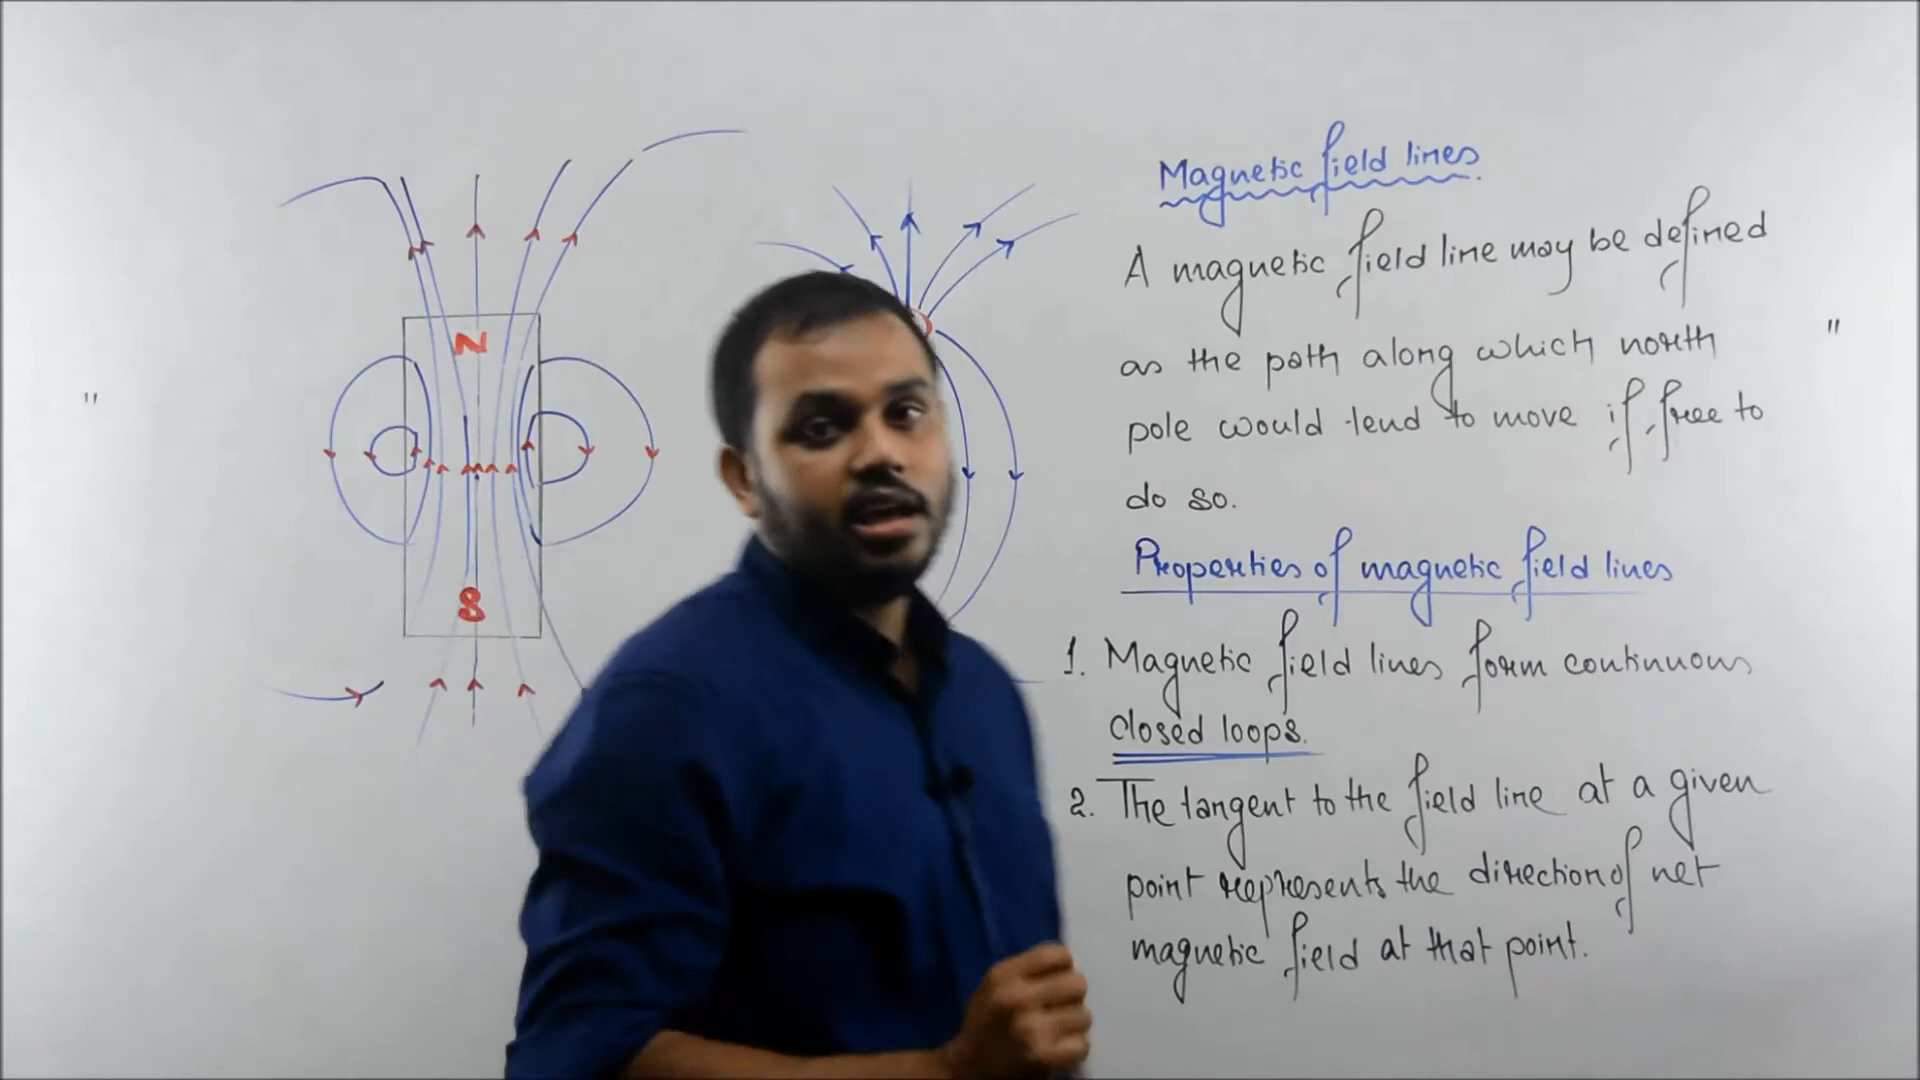 Magnetic field lines
A magnetic field line may be defined
as the path along which north
pole would tend to move if free to
do so.
Properties of magnetic field lines
1. Magnetic field lines form continuous
closed loops.
2. The tangent to the field line at a given
point represents the direction of net
magnetic field at that point.
N
S
"
"